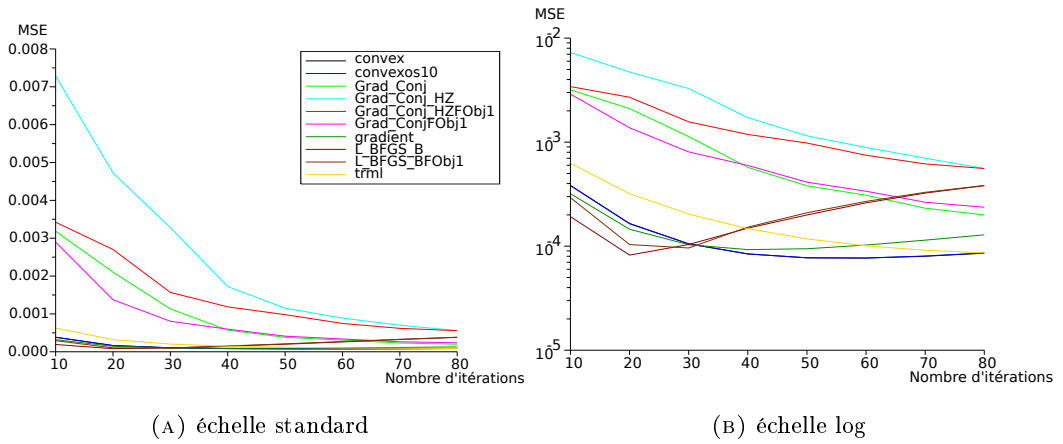 MSE
0.008
0.007
0.006
0.005
0.004
0.003
0.002
0.001
0.000
10 20 30 40 50 60 70 80
Nombre d'itérations
convex
convexos10
Grad_Conj
Grad_Conj_HZ
Grad_Conj_HZFObj1
Grad_ConjFObj1
gradient
L_BFGS_B
L_BFGS_BFObj1
trml
(A) échelle standard
MSE
10^-2
10^-3
10^-4
10^-5
10 20 30 40 50 60 70 80
Nombre d'itérations
(B) échelle log